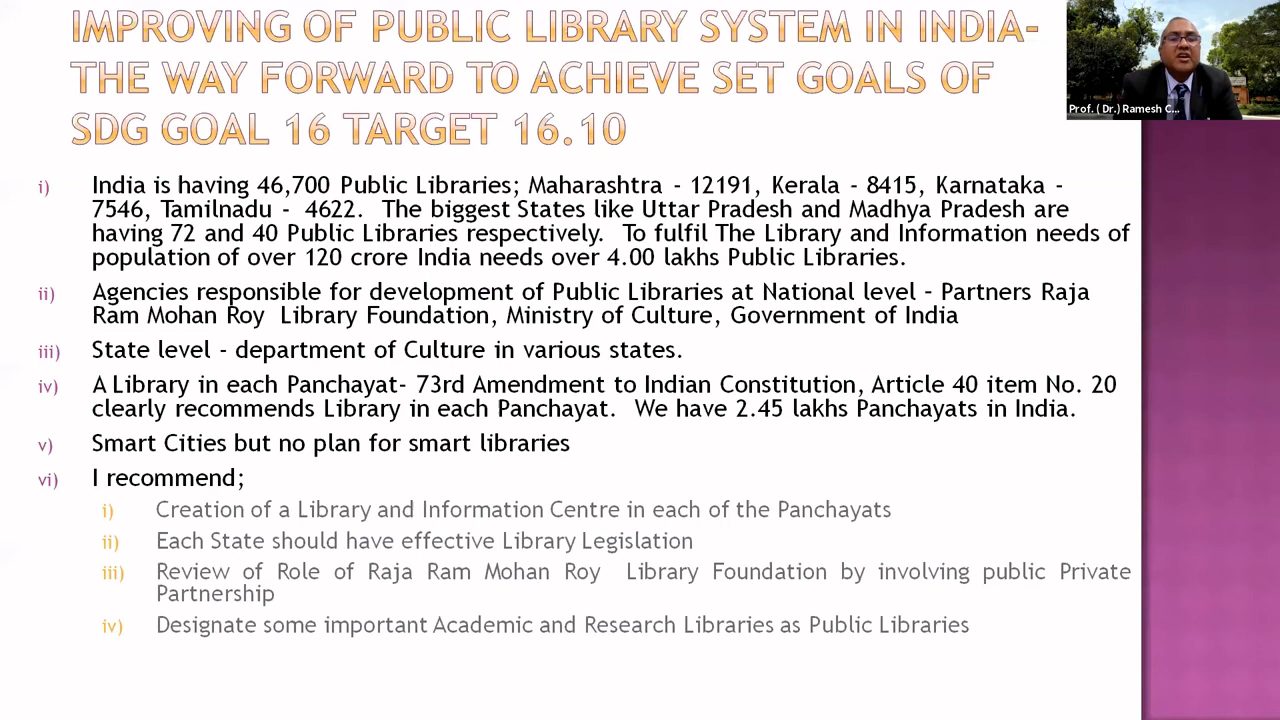 IMPROVING OF PUBLIC LIBRARY SYSTEM IN INDIA-
THE WAY FORWARD TO ACHIEVE SET GOALS OF
SDG GOAL 16 TARGET 16.10
Prof. ( Dr.) Ramesh C...
i) India is having 46,700 Public Libraries; Maharashtra - 12191, Kerala - 8415, Karnataka -
7546, Tamilnadu - 4622. The biggest States like Uttar Pradesh and Madhya Pradesh are
having 72 and 40 Public Libraries respectively. To fulfil The Library and Information needs of
population of over 120 crore India needs over 4.00 lakhs Public Libraries.
ii) Agencies responsible for development of Public Libraries at National level - Partners Raja
Ram Mohan Roy Library Foundation, Ministry of Culture, Government of India
iii) State level - department of Culture in various states.
iv) A Library in each Panchayat- 73rd Amendment to Indian Constitution, Article 40 item No. 20
clearly recommends Library in each Panchayat. We have 2.45 lakhs Panchayats in India.
v) Smart Cities but no plan for smart libraries
vi) I recommend;
i) Creation of a Library and Information Centre in each of the Panchayats
ii) Each State should have effective Library Legislation
iii) Review of Role of Raja Ram Mohan Roy Library Foundation by involving public Private
Partnership
iv) Designate some important Academic and Research Libraries as Public Libraries